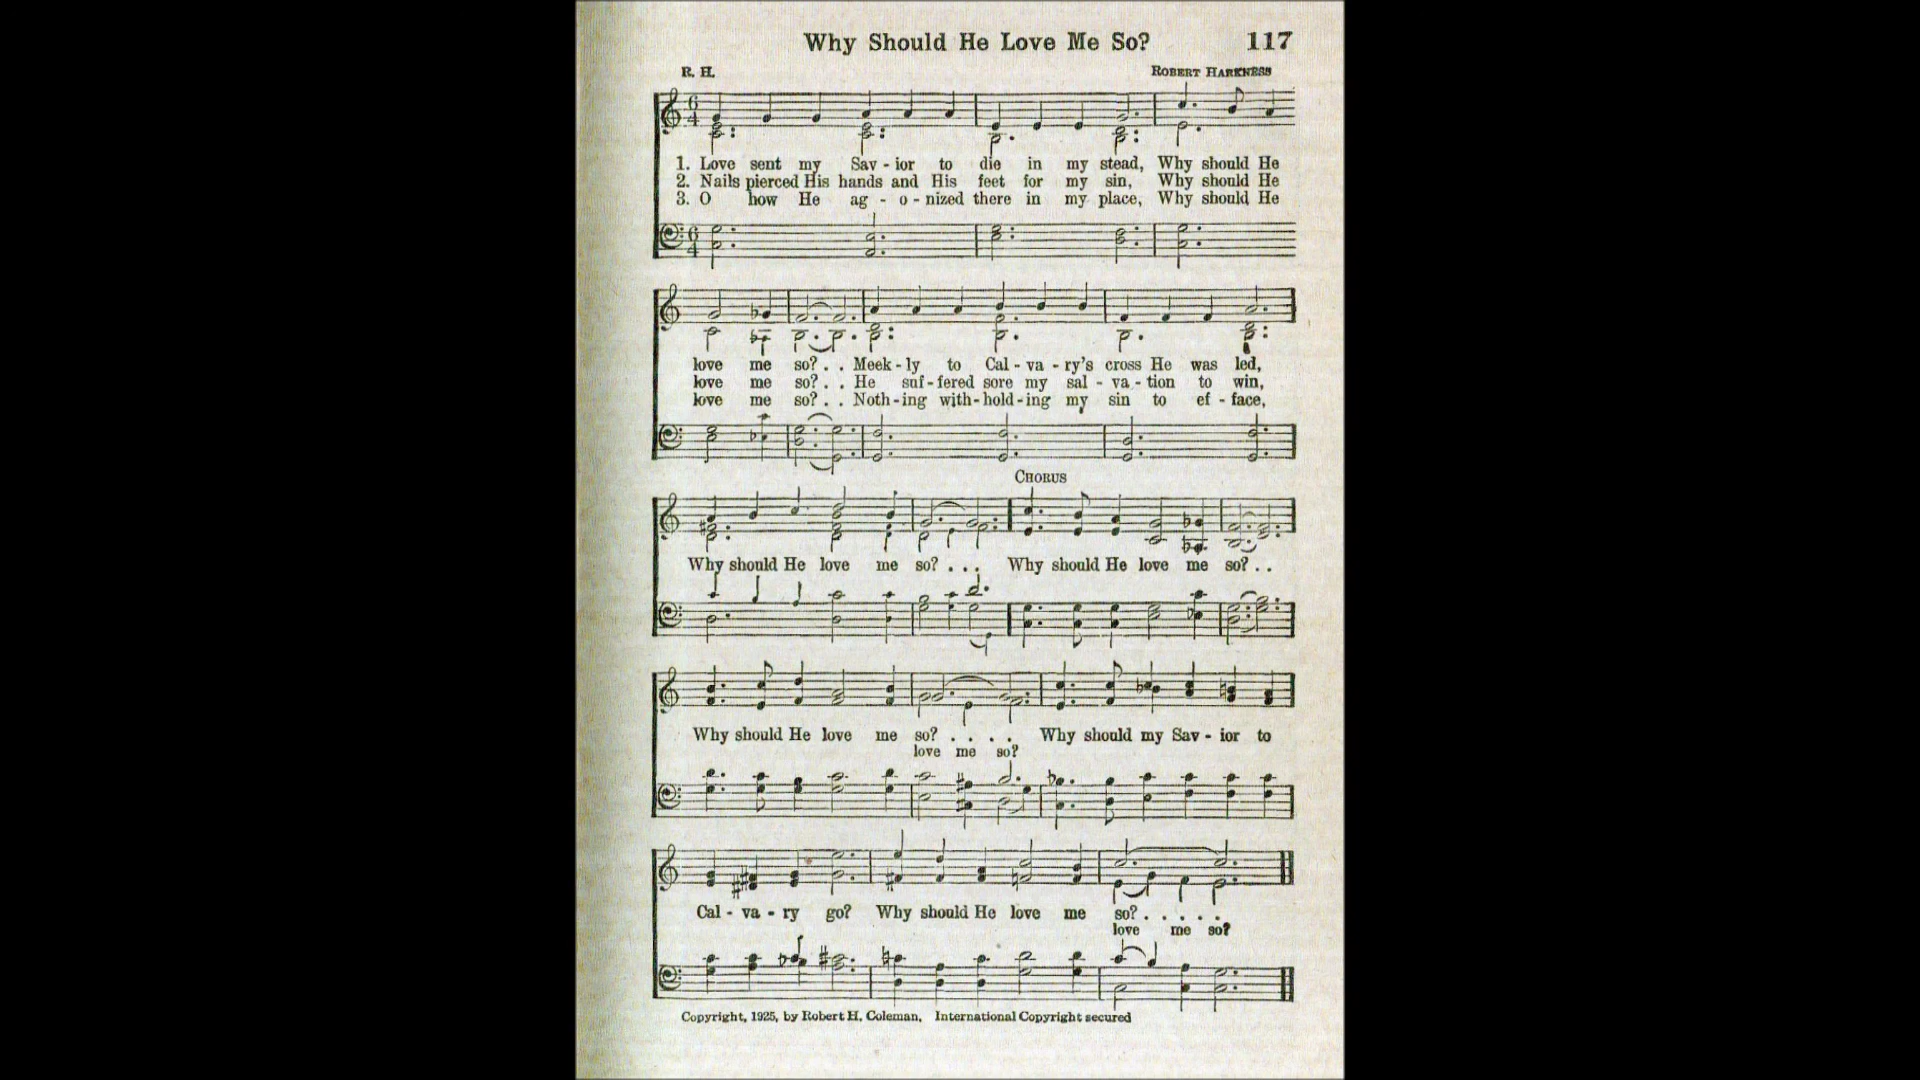 Why Should He Love Me So? 117
R. H. ROBERT HARKNESS
1. Love sent my Sav - ior to die in my stead, Why should He
2. Nails pierced His hands and His feet for my sin, Why should He
3. O how He ag - o - nized there in my place, Why should He
love me so? . . Meek - ly to Cal - va - ry's cross He was led,
love me so? . . He suf - fered sore my sal - va - tion to win,
love me so? . . Noth - ing with - hold - ing my sin to ef - face,
CHORUS
Why should He love me so? . . . Why should He love me so? . .
Why should He love me so? . . . . Why should my Sav - ior to
love me so?
Cal - va - ry go? Why should He love me so? . . . . .
love me so?
Copyright, 1925, by Robert H. Coleman. International Copyright secured